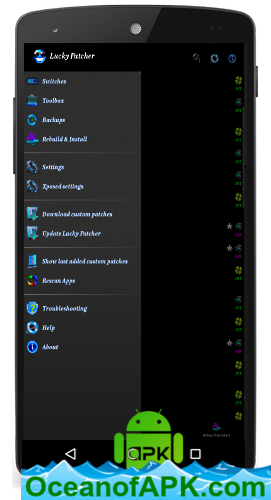 Lucky Patcher
Switches
Toolbox
Backups
Rebuild & Install
Settings
Xposed settings
Download custom patches
Update Lucky Patcher
Show last added custom patches
Rescan Apps
Troubleshooting
Help
About
APK
OceanofAPK.com